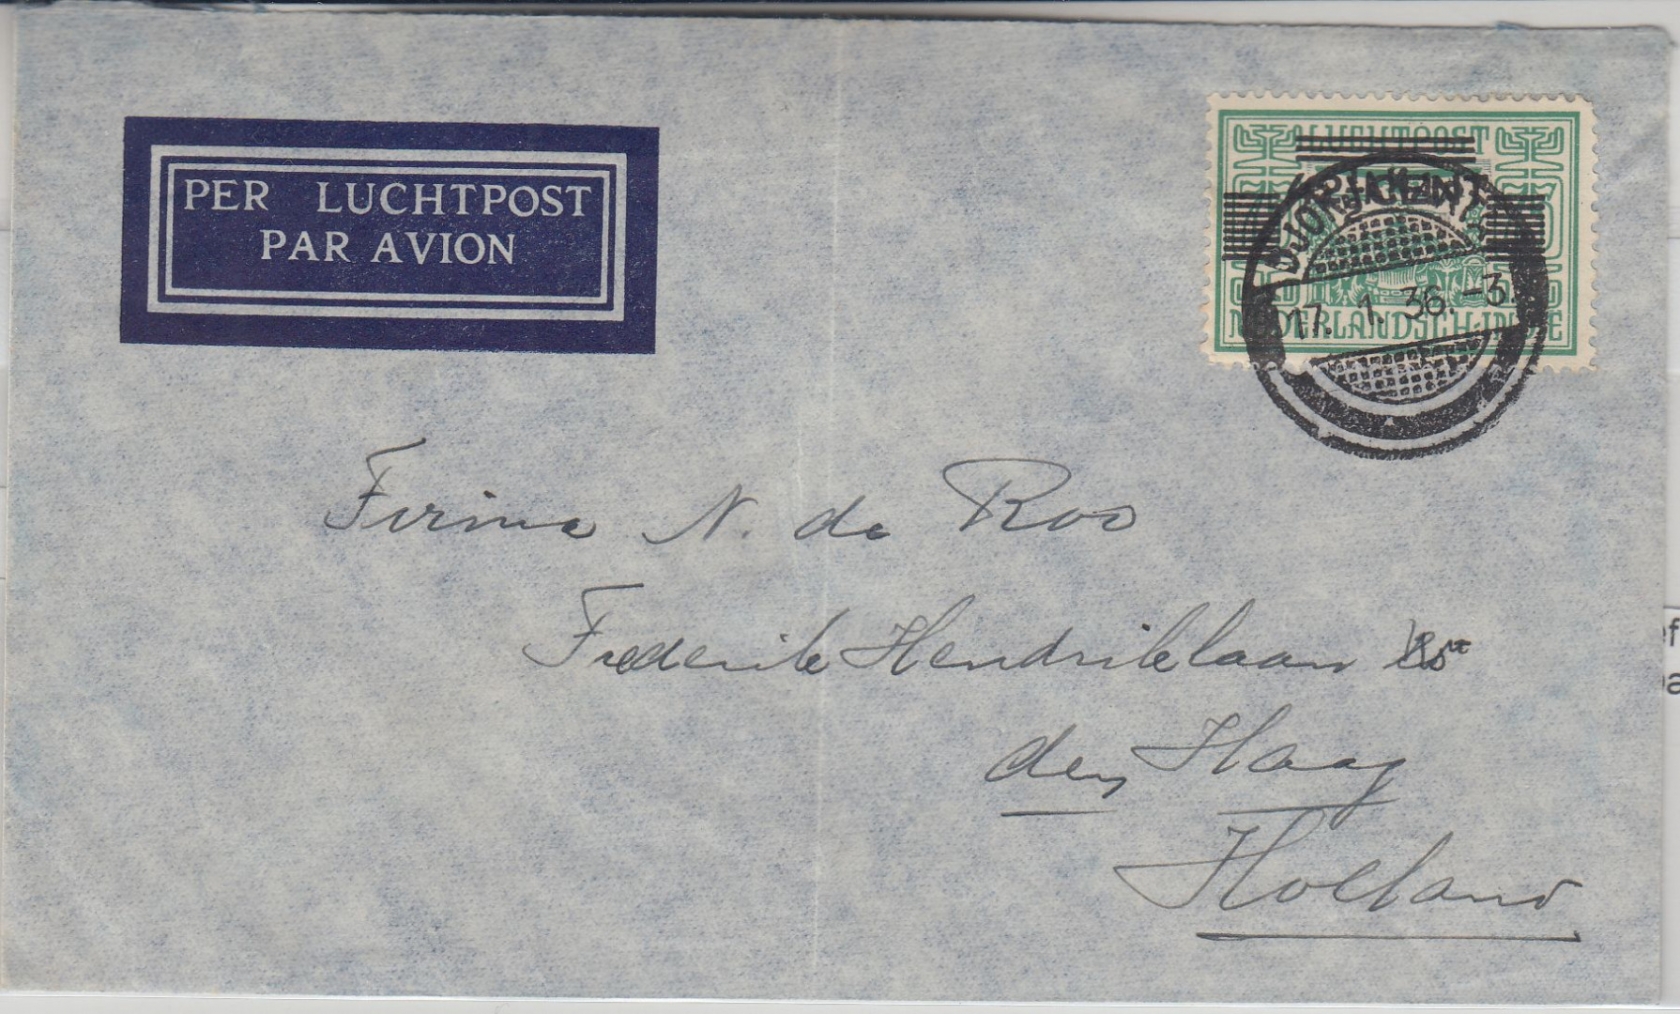 PER LUCHTPOST
PAR AVION
LUCHTPOST
DJOKJAKARTA
17. 1. 36. -3
NEDERLANDSCH-INDIE
Firma N. de Roos
Frederik Hendriklaan
den Haag
Holland